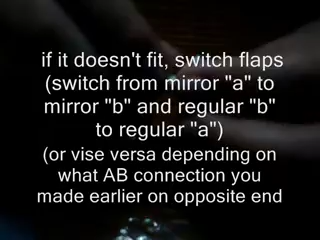 if it doesn't fit, switch flaps
(switch from mirror "a" to
mirror "b" and regular "b"
to regular "a")
(or vise versa depending on
what AB connection you
made earlier on opposite end